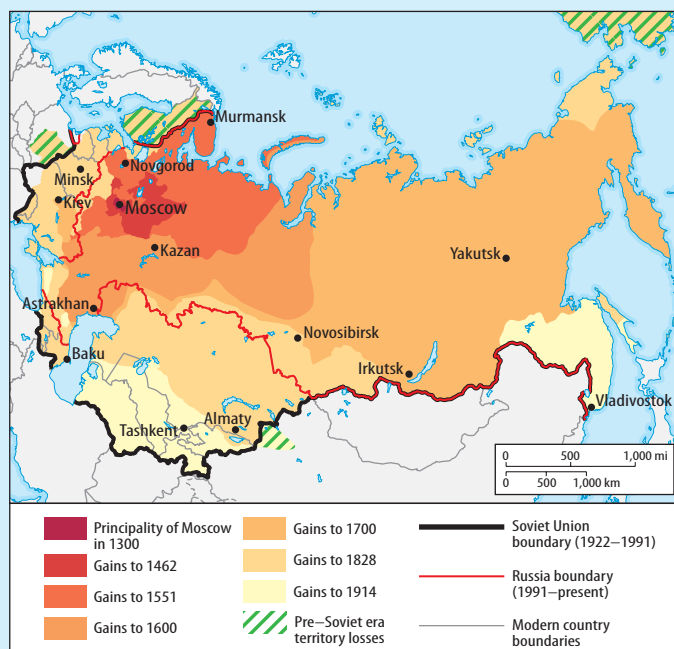 Murmansk
Novgorod
Minsk
Kiev
Moscow
Kazan
Yakutsk
Astrakhan
Novosibirsk
Baku
Irkutsk
Tashkent
Almaty
Vladivostok
0 500 1,000 mi
0 500 1,000 km
Principality of Moscow
in 1300
Gains to 1462
Gains to 1551
Gains to 1600
Gains to 1700
Gains to 1828
Gains to 1914
Pre–Soviet era
territory losses
Soviet Union
boundary (1922–1991)
Russia boundary
(1991–present)
Modern country
boundaries